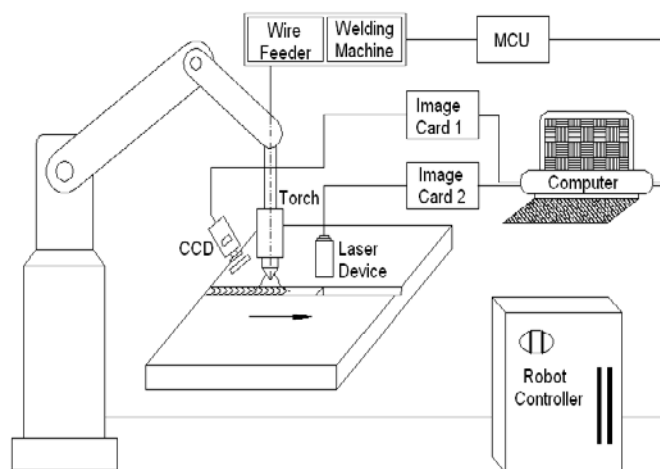 Wire
Feeder
Welding
Machine
MCU
Image
Card 1
Image
Card 2
Computer
Torch
CCD
Laser
Device
Robot
Controller